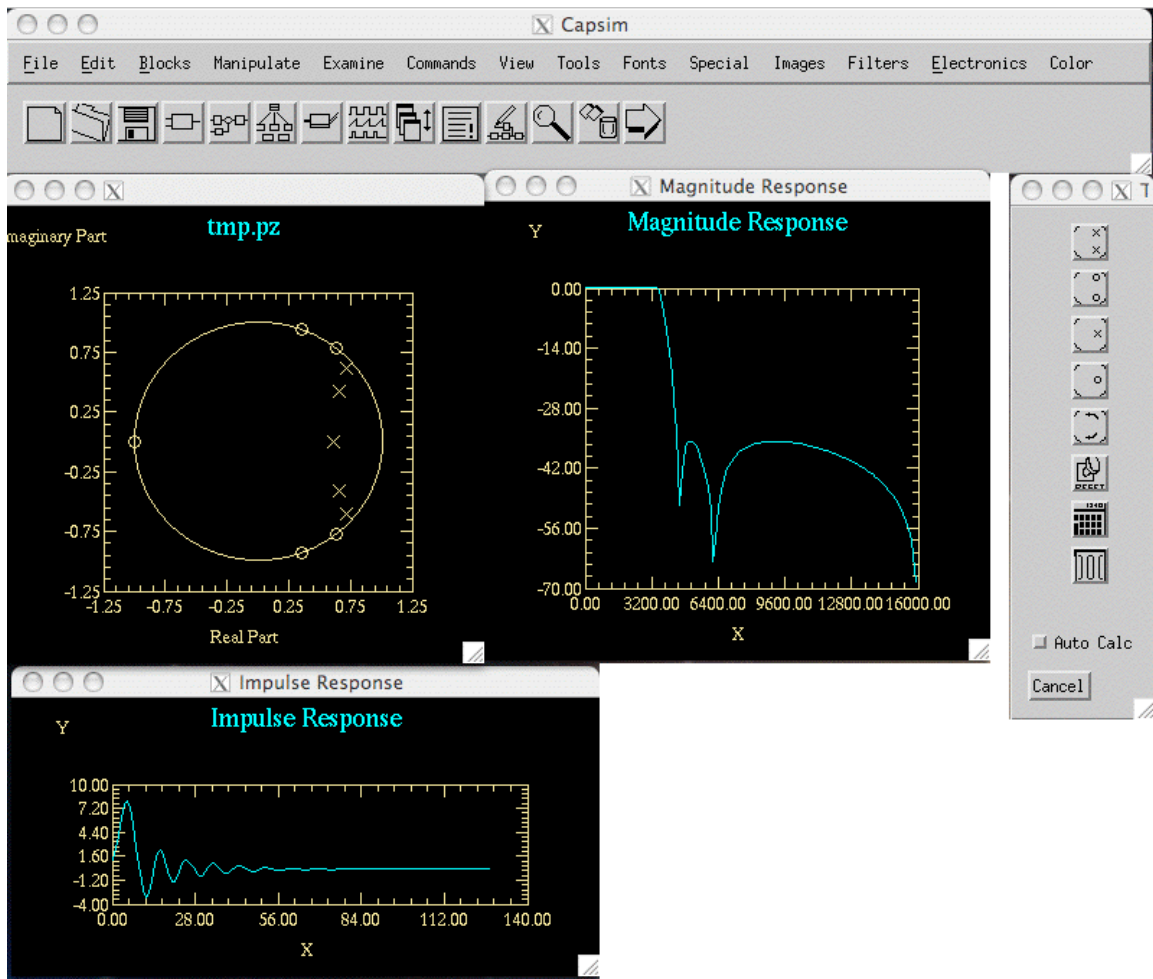 Capsim
File Edit Blocks Manipulate Examine Commands View Tools Fonts Special Images Filters Electronics Color
tmp.pz
maginary Part
1.25
0.75
0.25
-0.25
-0.75
-1.25
-1.25 -0.75 -0.25 0.25 0.75 1.25
Real Part
Magnitude Response
Magnitude Response
Y
0.00
-14.00
-28.00
-42.00
-56.00
-70.00
0.00 3200.00 6400.00 9600.00 12800.00 16000.00
X
T
RESET
Auto Calc
Cancel
Impulse Response
Impulse Response
Y
10.00
7.20
4.40
1.60
-1.20
-4.00
0.00 28.00 56.00 84.00 112.00 140.00
X